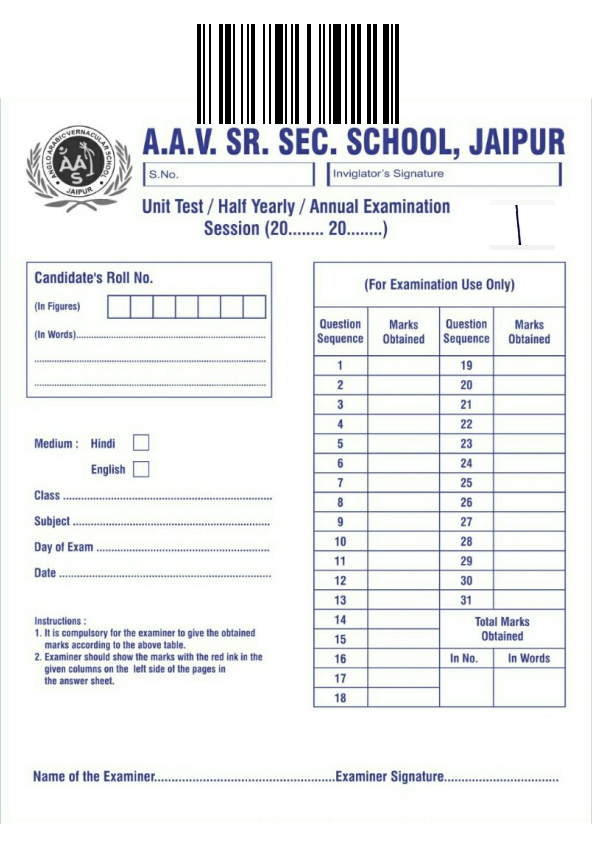 A.A.V. SR. SEC. SCHOOL, JAIPUR
ANGLO ARABIC VERNACULAR SCHOOL
AAS
JAIPUR
S.No.
Inviglator's Signature
Unit Test / Half Yearly / Annual Examination
Session (20........ 20........)
Candidate's Roll No.
(In Figures)
(In Words)
(For Examination Use Only)
Question Sequence Marks Obtained Question Sequence Marks Obtained
1 19
2 20
3 21
4 22
5 23
6 24
7 25
8 26
9 27
10 28
11 29
12 30
13 31
14
15
16
17
18
Total Marks
Obtained
In No. In Words
Medium : Hindi
English
Class
Subject
Day of Exam
Date
Instructions :
1. It is compulsory for the examiner to give the obtained
marks according to the above table.
2. Examiner should show the marks with the red ink in the
given columns on the left side of the pages in
the answer sheet.
Name of the Examiner Examiner Signature